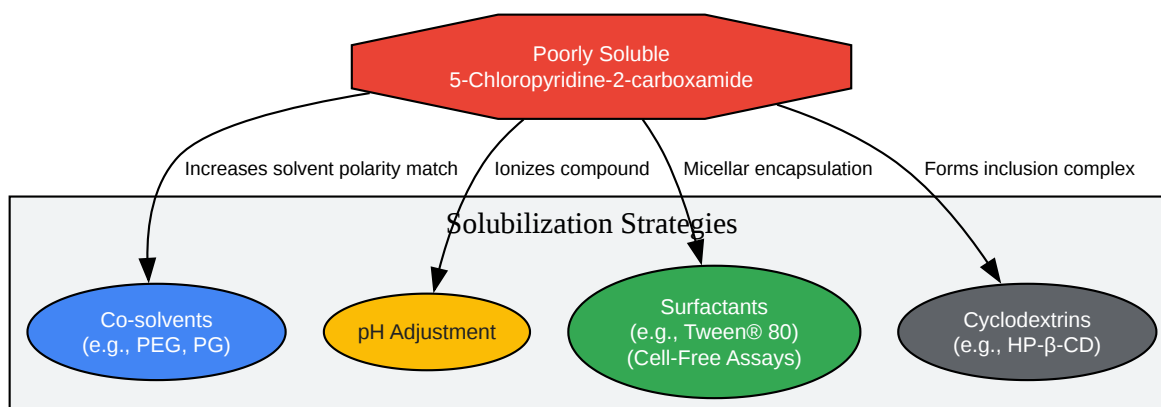 Poorly Soluble
5-Chloropyridine-2-carboxamide
Increases solvent polarity match
Ionizes compound
Micellar encapsulation
Forms inclusion complex
Solubilization Strategies
Co-solvents
(e.g., PEG, PG)
pH Adjustment
Surfactants
(e.g., Tween® 80)
(Cell-Free Assays)
Cyclodextrins
(e.g., HP-β-CD)